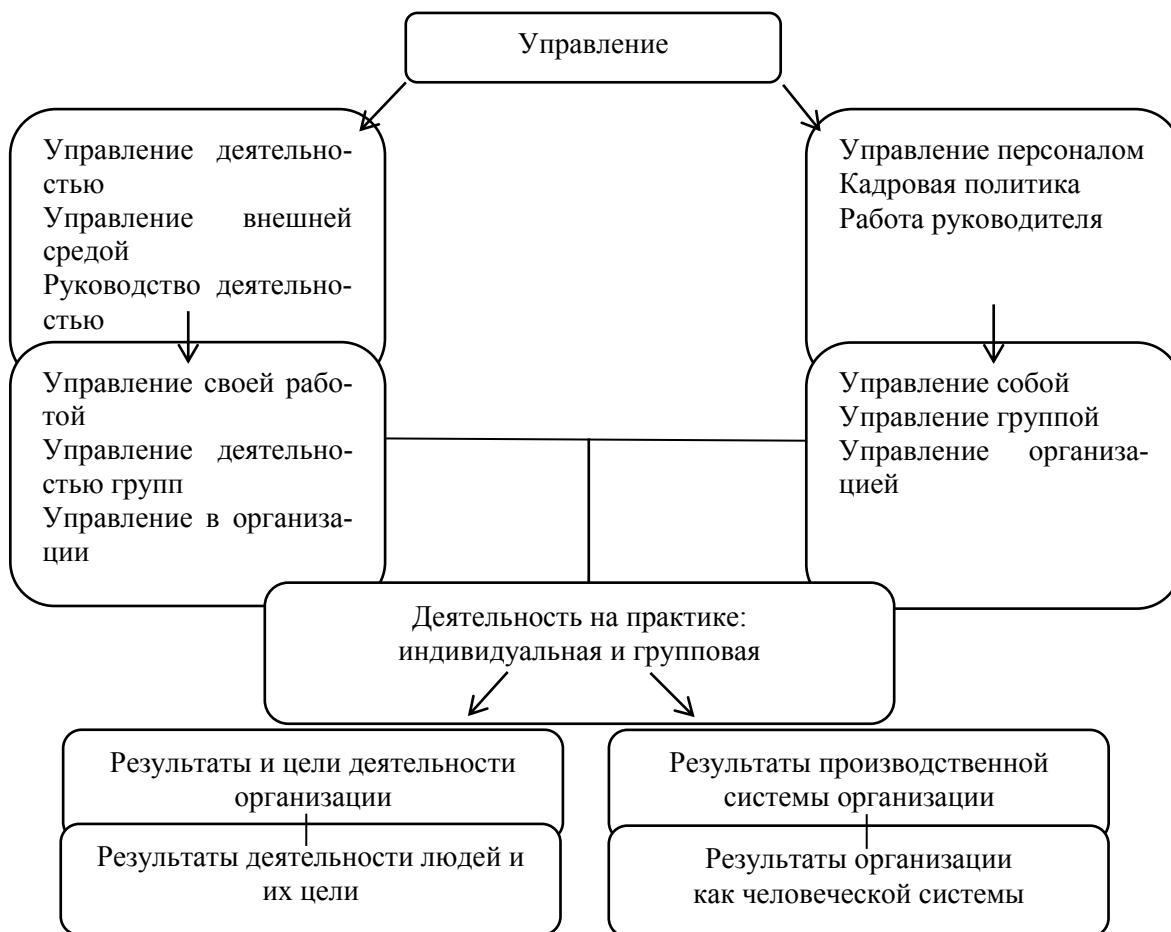 Управление
Управление деятельно-
стью
Управление внешней
средой
Руководство деятельно-
стью
Управление персоналом
Кадровая политика
Работа руководителя
Управление своей рабо-
той
Управление деятельно-
стью групп
Управление в организа-
ции
Управление собой
Управление группой
Управление организа-
цией
Деятельность на практике:
индивидуальная и групповая
Результаты и цели деятельности
организации
Результаты деятельности людей и
их цели
Результаты производственной
системы организации
Результаты организации
как человеческой системы